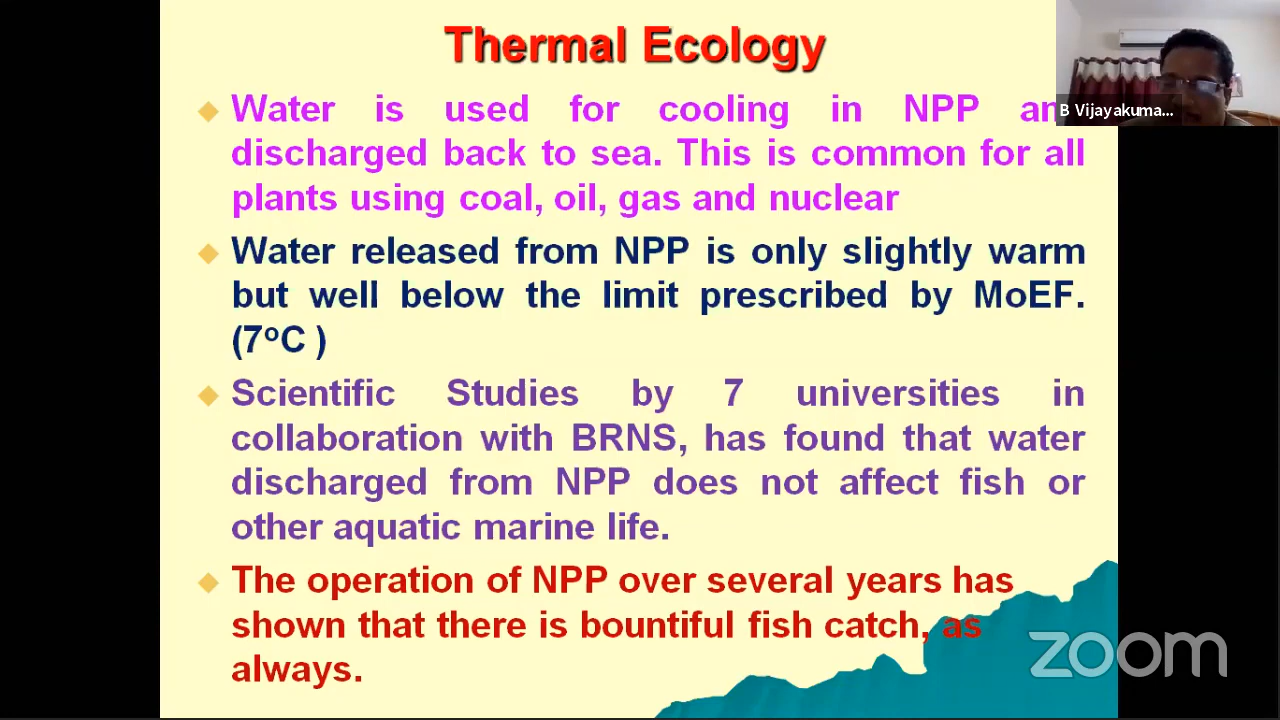 Thermal Ecology
Water is used for cooling in NPP an
discharged back to sea. This is common for all
plants using coal, oil, gas and nuclear
Water released from NPP is only slightly warm
but well below the limit prescribed by MoEF.
(7°C )
Scientific Studies by 7 universities in
collaboration with BRNS, has found that water
discharged from NPP does not affect fish or
other aquatic marine life.
The operation of NPP over several years has
shown that there is bountiful fish catch, as
always.
B Vijayakuma...
zoom